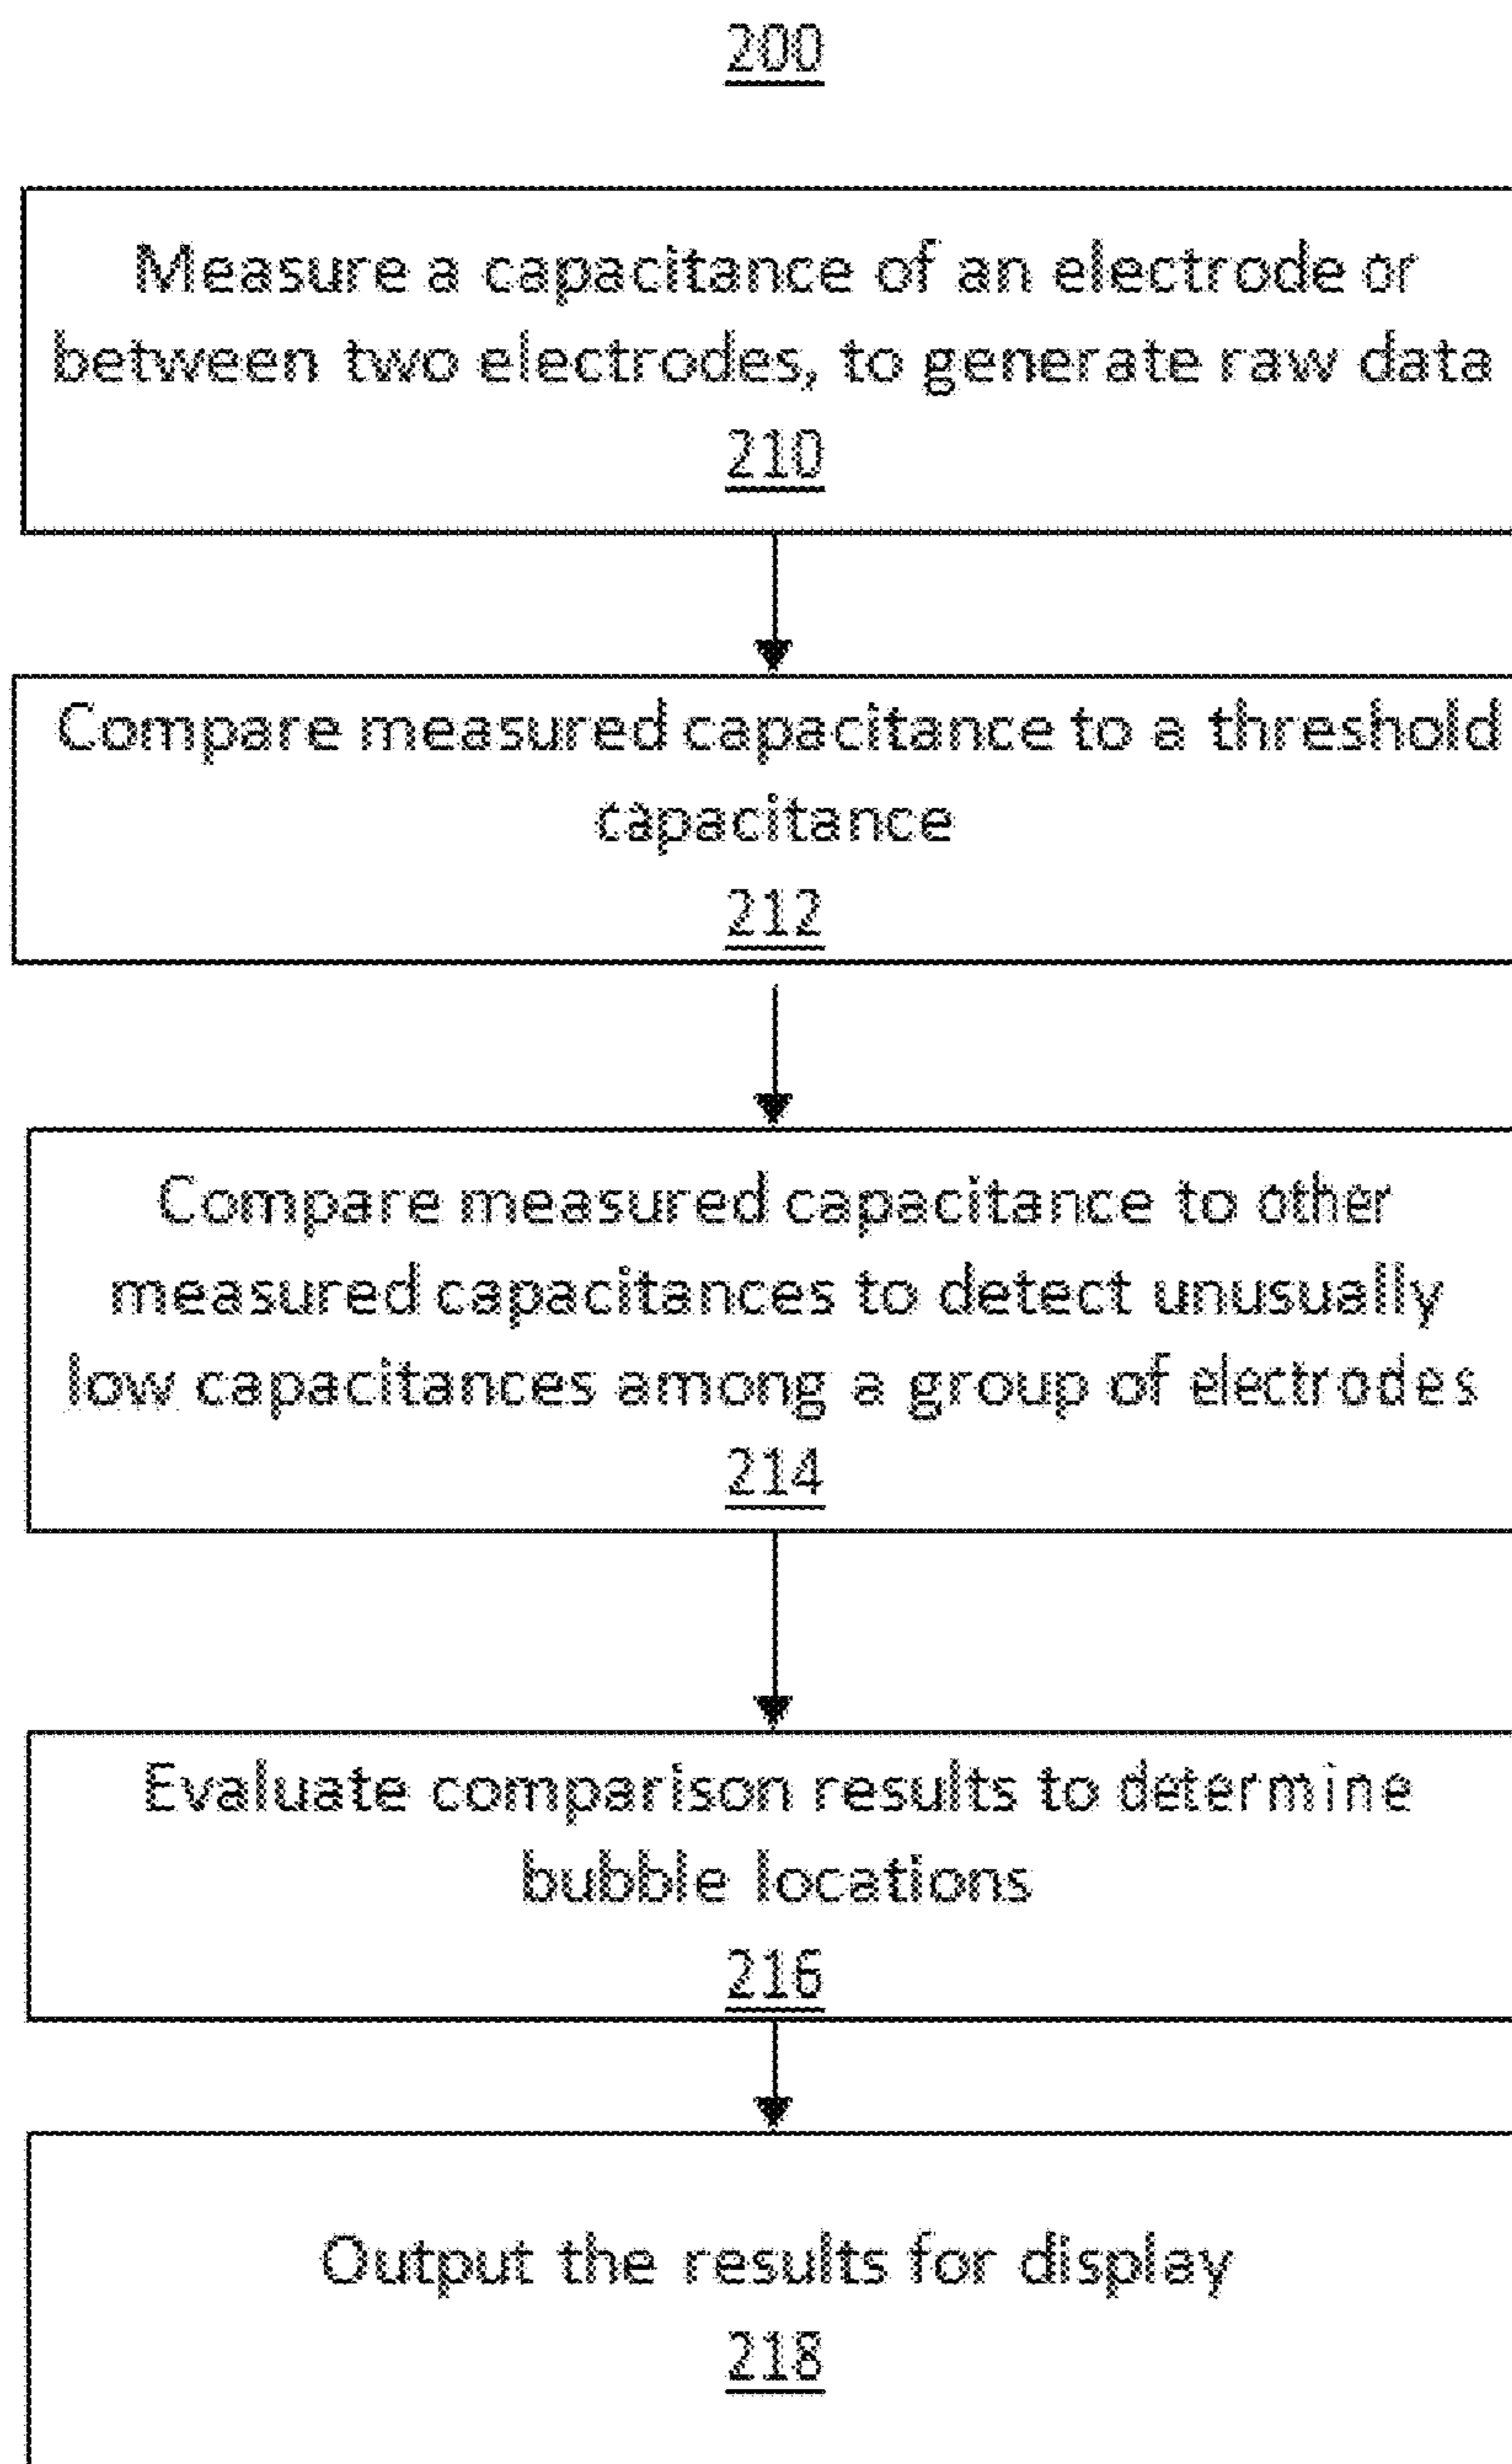 200
Measure a capacitance of an electrode or
between two electrodes, to generate raw data
210
Compare measured capacitance to a threshold
capacitance
212
Compare measured capacitance to other
measured capacitances to detect unusually
low capacitances among a group of electrodes
214
Evaluate comparison results to determine
bubble locations
216
Output the results for display
218